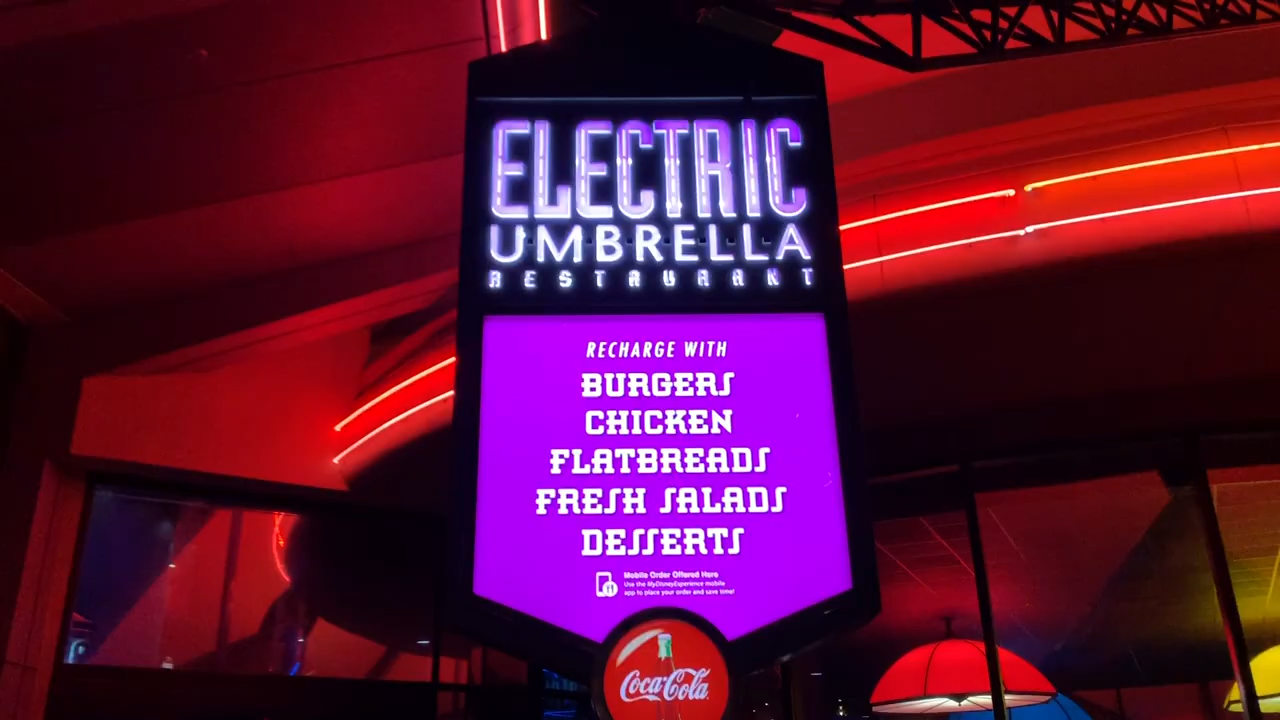 ELECTRIC
UMBRELLA
RESTAURANT
RECHARGE WITH
BURGERS
CHICKEN
FLATBREADS
FRESH SALADS
DESSERTS
Mobile Order Offered Here
Use the MyDisneyExperience mobile
app to place your order and save time!
Coca-Cola